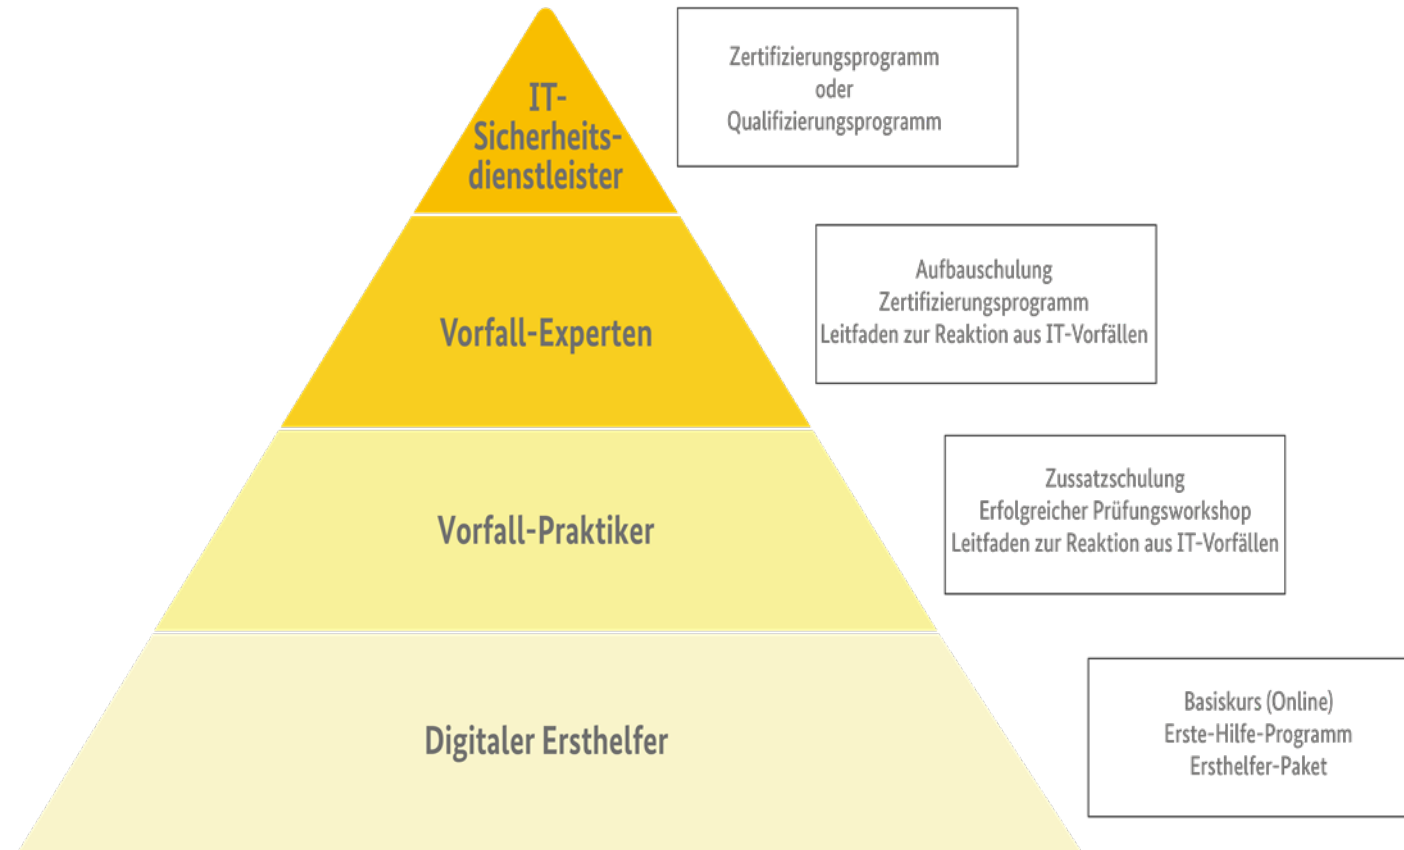 IT-
Sicherheits-
dienstleister
Zertifizierungsprogramm
oder
Qualifizierungsprogramm
Vorfall-Experten
Aufbauschulung
Zertifizierungsprogramm
Leitfaden zur Reaktion aus IT-Vorfällen
Vorfall-Praktiker
Zussatzschulung
Erfolgreicher Prüfungsworkshop
Leitfaden zur Reaktion aus IT-Vorfällen
Digitaler Ersthelfer
Basiskurs (Online)
Erste-Hilfe-Programm
Ersthelfer-Paket